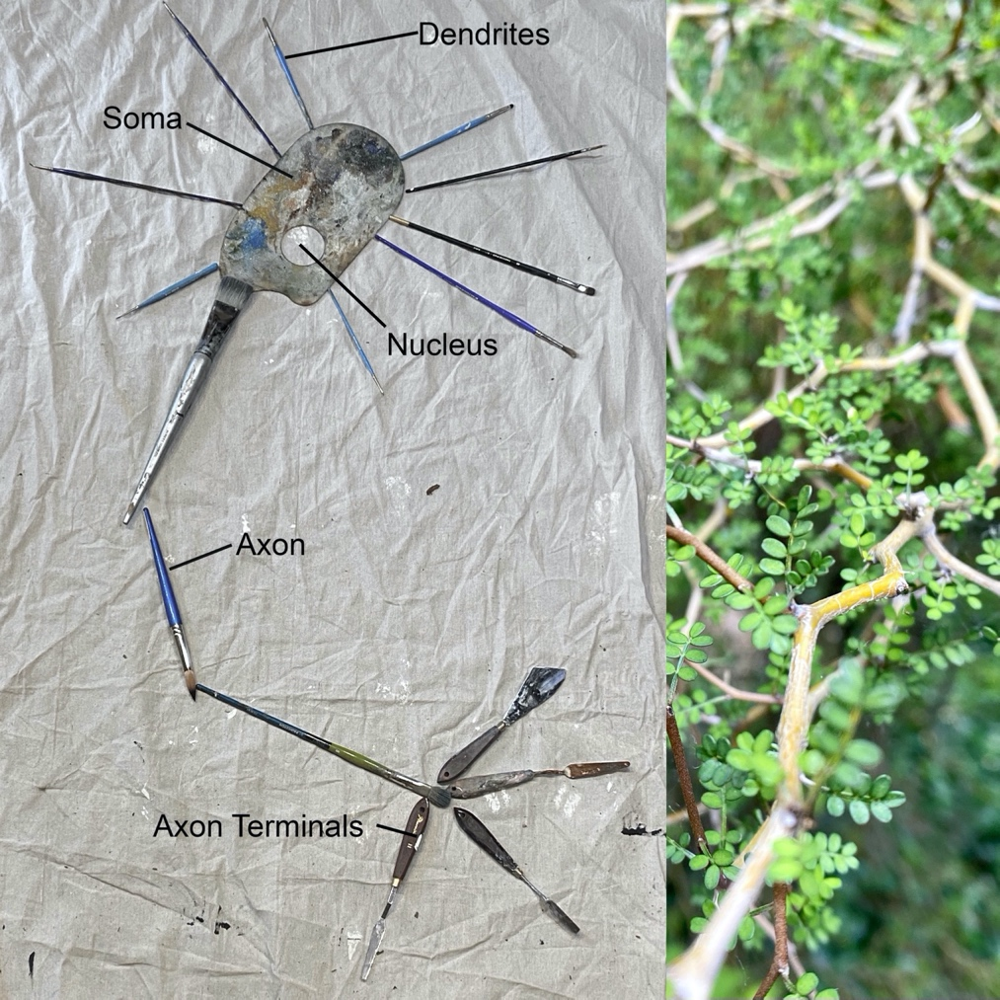 Dendrites
Soma
Nucleus
Axon
Axon Terminals